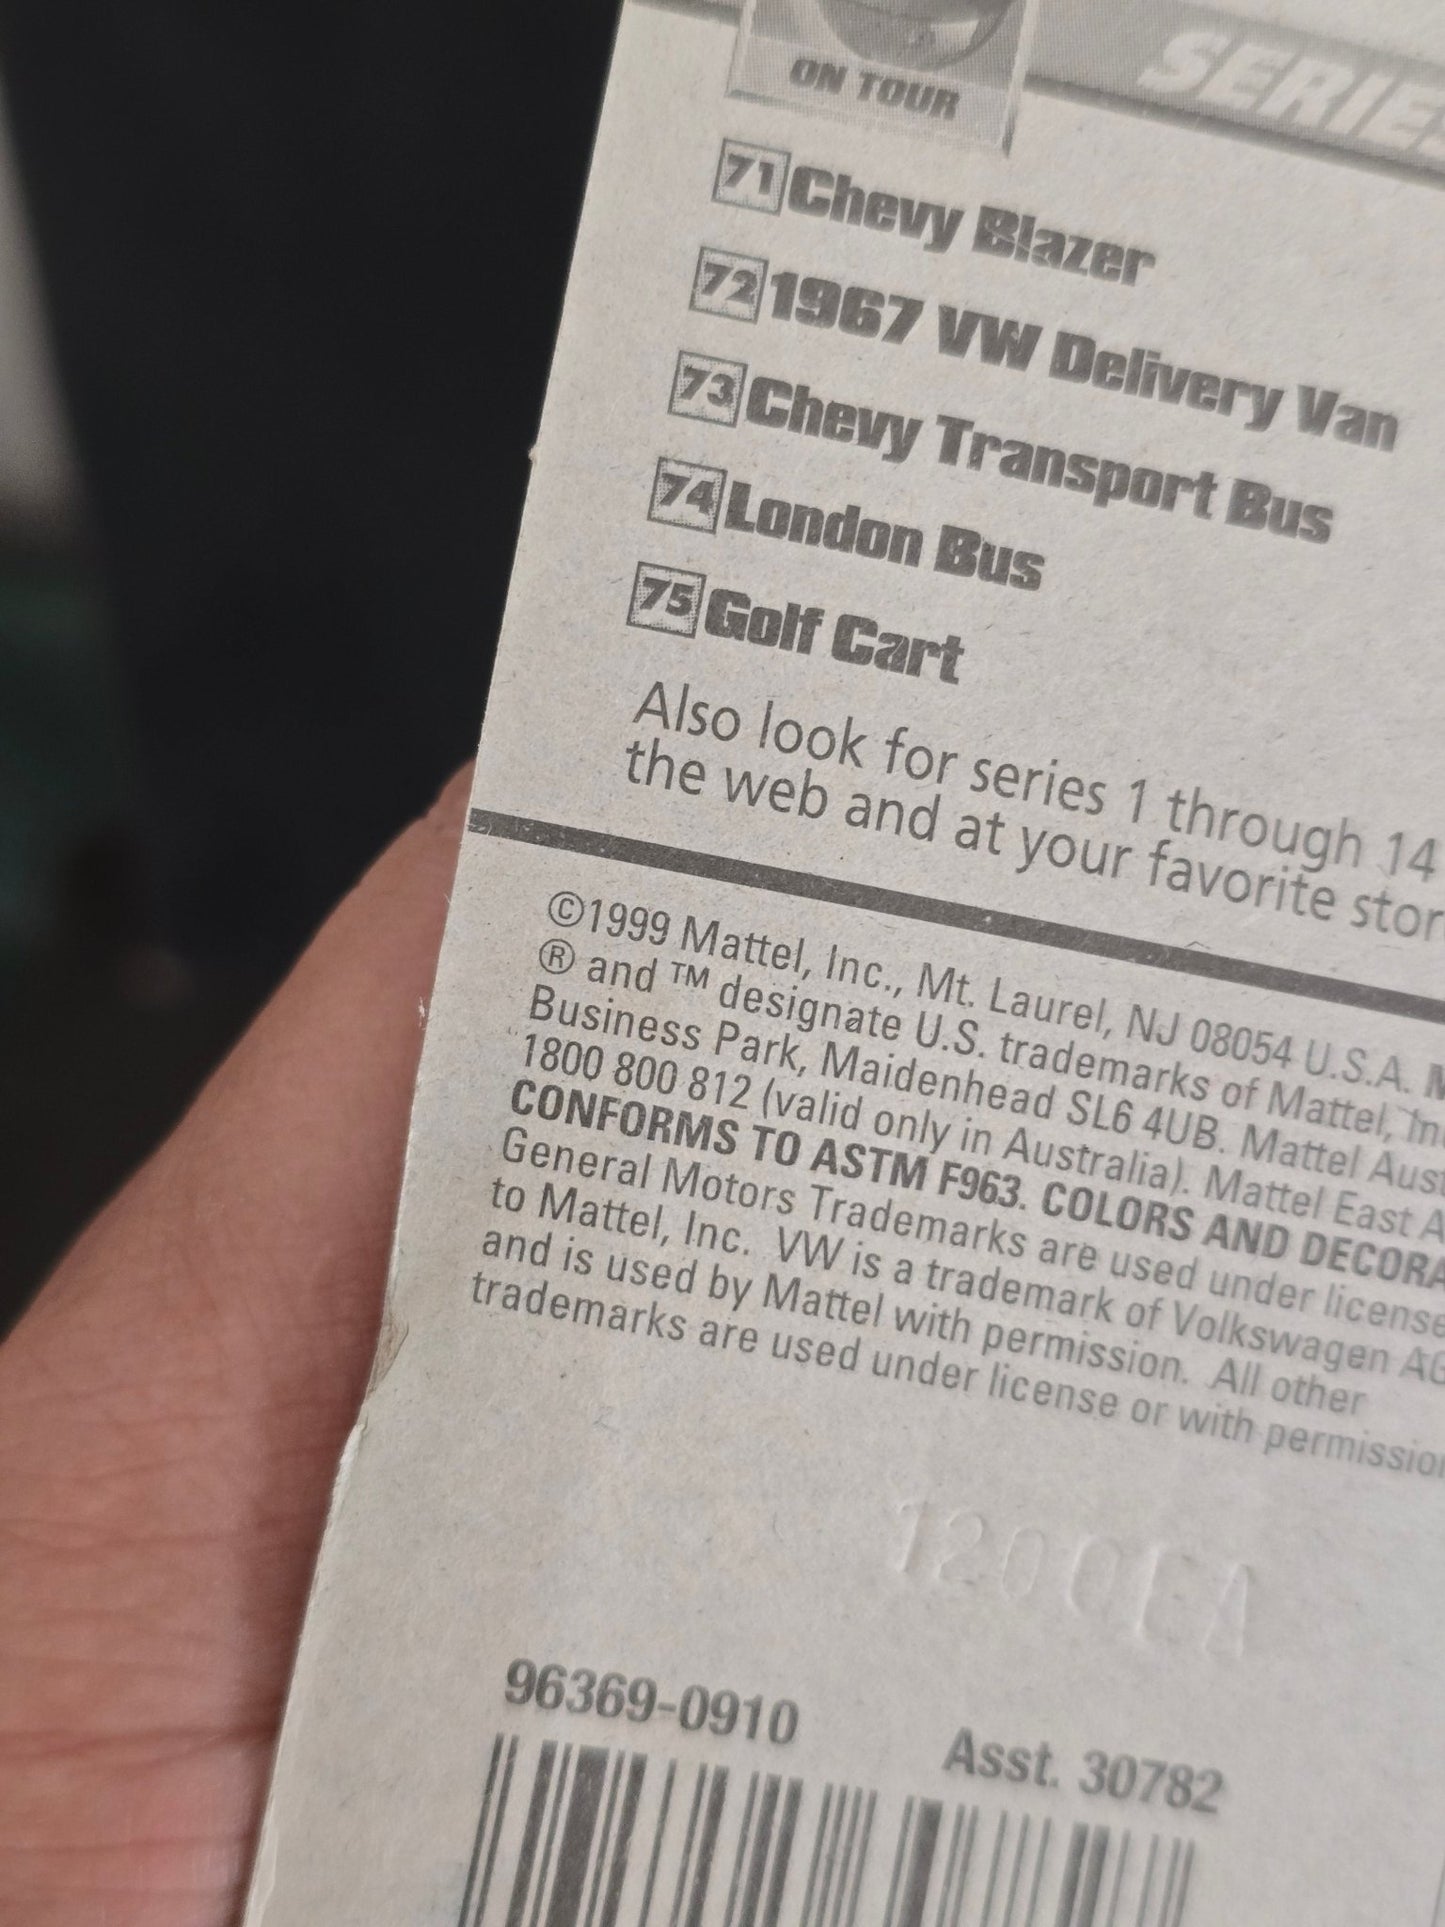 ON TOUR
SERIES
71 Chevy Blazer
72 1967 VW Delivery Van
73 Chevy Transport Bus
74 London Bus
75 Golf Cart
Also look for series 1 through 14
the web and at your favorite stor
©1999 Mattel, Inc., Mt. Laurel, NJ 08054 U.S.A. M
® and ™ designate U.S. trademarks of Mattel, In
Business Park, Maidenhead SL6 4UB. Mattel Aust
1800 800 812 (valid only in Australia). Mattel East A
CONFORMS TO ASTM F963. COLORS AND DECORA
General Motors Trademarks are used under license
to Mattel, Inc. VW is a trademark of Volkswagen AG
and is used by Mattel with permission. All other
trademarks are used under license or with permission
96369-0910
Asst. 30782